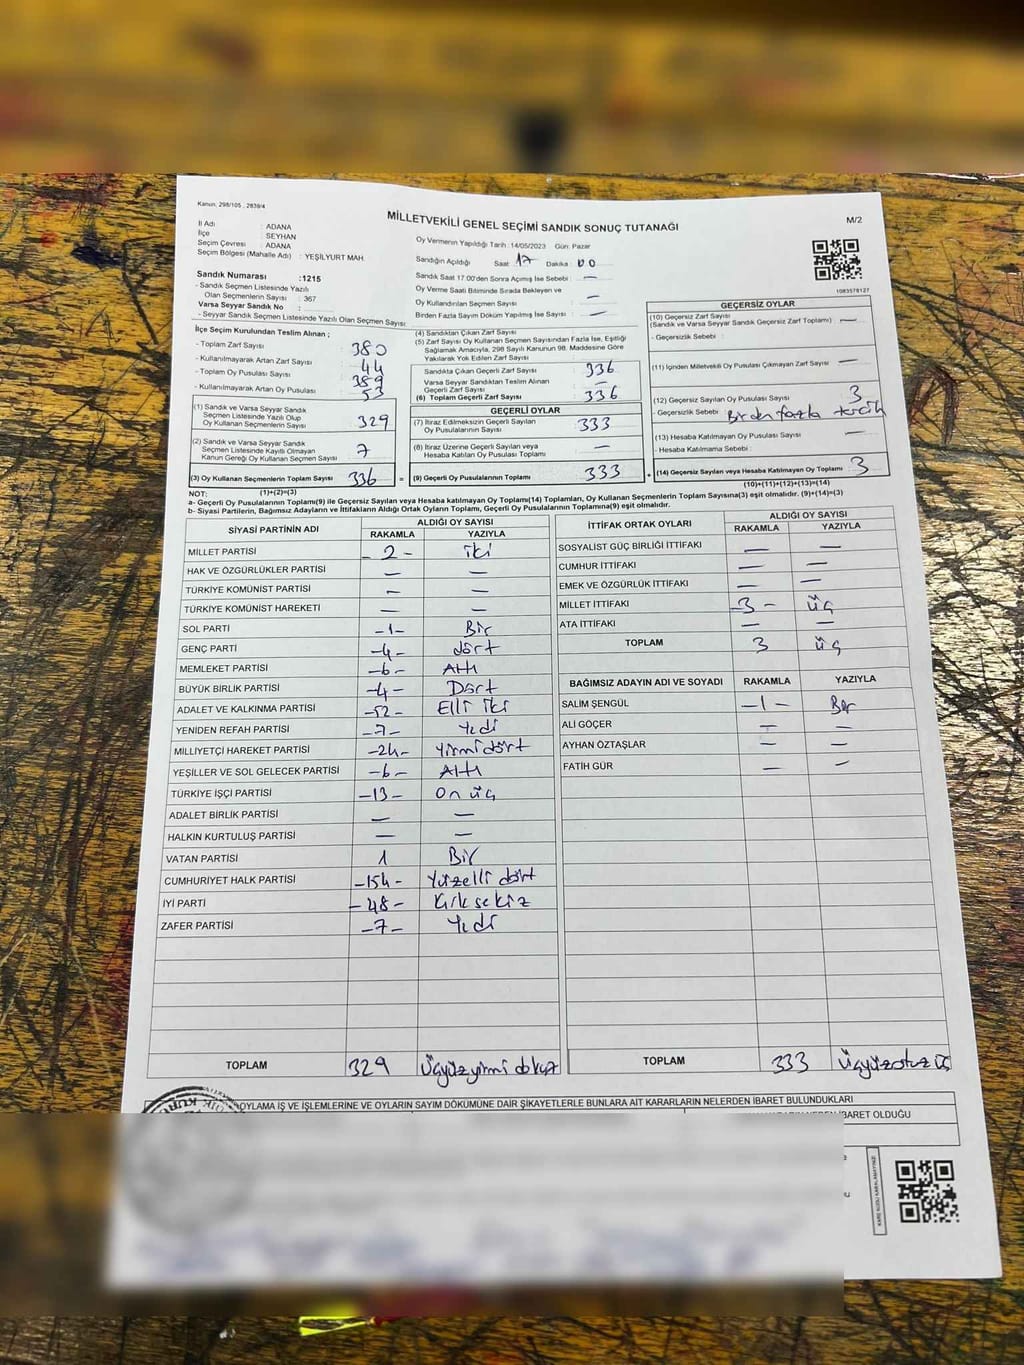 Kanun, 298/105 , 2839/4
MİLLETVEKİLİ GENEL SEÇİMİ SANDIK SONUÇ TUTANAĞI
M/2
İl Adı : ADANA
İlçe : SEYHAN
Seçim Çevresi : ADANA
Seçim Bölgesi (Mahalle Adı) : YEŞİLYURT MAH.
Sandık Numarası :1215
- Sandık Seçmen Listesinde Yazılı
Olan Seçmenlerin Sayısı : 367
Varsa Seyyar Sandık No :
- Seyyar Seçmen Listesinde Yazılı Olan Seçmen Sayısı:
Oy Vermenin Yapıldığı Tarih :14/05/2023 Gün: Pazar
Sandığın Açıldığı Saat: 17 Dakika : 00
Sandık Saat 17.00'den Sonra Açılmış İse Sebebi : —
Oy Verme Saati Bitiminde Sırada Bekleyen ve
Oy Kullandırılan Seçmen Sayısı —
Birden Fazla Sayım Döküm Yapılmış İse Sayısı : —
1083578127
İlçe Seçim Kurulundan Teslim Alınan ;
- Toplam Zarf Sayısı : 380
- Kullanılmayarak Artan Zarf Sayısı : 44
- Toplam Oy Pusulası Sayısı : 389
- Kullanılmayarak Artan Oy Pusulası : 53
(1) Sandık ve Varsa Seyyar Sandık
Seçmen Listesinde Yazılı Olup
Oy Kullanan Seçmenlerin Sayısı 329
(2) Sandık ve Varsa Seyyar Sandık
Seçmen Listesinde Kayıtlı Olmayan
Kanun Gereği Oy Kullanan Seçmen Sayısı 7
(3) Oy Kullanan Seçmenlerin Toplam Sayısı 336 =
(1)+(2)=(3)
(4) Sandıktan Çıkan Zarf Sayısı
(5) Zarf Sayısı Oy Kullanan Seçmen Sayısından Fazla İse, Eşitliği
Sağlamak Amacıyla, 298 Sayılı Kanunun 98. Maddesine Göre
Yakılarak Yok Edilen Zarf Sayısı
Sandıkta Çıkan Geçerli Zarf Sayısı : 336
Varsa Seyyar Sandıktan Teslim Alınan
Geçerli Zarf Sayısı : —
(6) Toplam Geçerli Zarf Sayısı : 336
GEÇERLİ OYLAR
(7) İtiraz Edilmeksizin Geçerli Sayılan
Oy Pusulalarının Sayısı : 333
(8) İtiraz Üzerine Geçerli Sayılan veya
Hesaba Katılan Oy Pusulası Toplamı : —
(9) Geçerli Oy Pusulalarının Toplamı 333 +
GEÇERSİZ OYLAR
(10) Geçersiz Zarf Sayısı
(Sandık ve Varsa Seyyar Sandık Geçersiz Zarf Toplamı) : —
- Geçersizlik Sebebi :
(11) İçinden Milletvekili Oy Pusulası Çıkmayan Zarf Sayısı : —
(12) Geçersiz Sayılan Oy Pusulası Sayısı : 3
Geçersizlik Sebebi : Birden fazla tercih
(13) Hesaba Katılmayan Oy Pusulası Sayısı : —
- Hesaba Katılmama Sebebi :
(14) Geçersiz Sayılan veya Hesaba Katılmayan Oy Toplamı : 3
(10)+(11)+(12)+(13)=(14)
NOT:
a- Geçerli Oy Pusulalarının Toplamı(9) ile Geçersiz Sayılan veya Hesaba katılmayan Oy Toplamı(14) Toplamları, Oy Kullanan Seçmenlerin Toplam Sayısına(3) eşit olmalıdır. (9)+(14)=(3)
b- Siyasi Partilerin, Bağımsız Adayların ve İttifakların Aldığı Ortak Oyların Toplamı, Geçerli Oy Pusulalarının Toplamına(9) eşit olmalıdır.
SİYASİ PARTİNİN ADI ALDIĞI OY SAYISI
RAKAMLA YAZIYLA
MİLLET PARTİSİ - 2 - iki
HAK VE ÖZGÜRLÜKLER PARTİSİ — —
TÜRKİYE KOMÜNİST PARTİSİ — —
TÜRKİYE KOMÜNİST HAREKETİ — —
SOL PARTİ -1- Bir
GENÇ PARTİ -4- dört
MEMLEKET PARTİSİ -6- Altı
BÜYÜK BİRLİK PARTİSİ -4- Dört
ADALET VE KALKINMA PARTİSİ -52- Elli iki
YENİDEN REFAH PARTİSİ -7- Yedi
MİLLİYETÇİ HAREKET PARTİSİ -24- Yirmidört
YEŞİLLER VE SOL GELECEK PARTİSİ -6- Altı
TÜRKİYE İŞÇİ PARTİSİ -13- On üç
ADALET BİRLİK PARTİSİ — —
HALKIN KURTULUŞ PARTİSİ — —
VATAN PARTİSİ 1 Bir
CUMHURİYET HALK PARTİSİ -154- Yüzelli dört
İYİ PARTİ -48- Kırk sekiz
ZAFER PARTİSİ -7- Yedi
TOPLAM 329 Üçyüzyirmi dokuz
İTTİFAK ORTAK OYLARI ALDIĞI OY SAYISI
RAKAMLA YAZIYLA
SOSYALİST GÜÇ BİRLİĞİ İTTİFAKI — —
CUMHUR İTTİFAKI — —
EMEK VE ÖZGÜRLÜK İTTİFAKI — —
MİLLET İTTİFAKI -3- üç
ATA İTTİFAKI — —
TOPLAM 3 üç
BAĞIMSIZ ADAYIN ADI VE SOYADI RAKAMLA YAZIYLA
SALİM ŞENGÜL -1- Bir
ALİ GÖÇER — —
AYHAN ÖZTAŞLAR — —
FATİH GÜR — —
TOPLAM 333 Üçyüzotuz üç
OYLAMA İŞ VE İŞLEMLERİNE VE OYLARIN SAYIM DÖKÜMÜNE DAİR ŞİKAYETLERLE BUNLARA AİT KARARLARIN NELERDEN İBARET BULUNDUKLARI
İBARET OLDUĞU